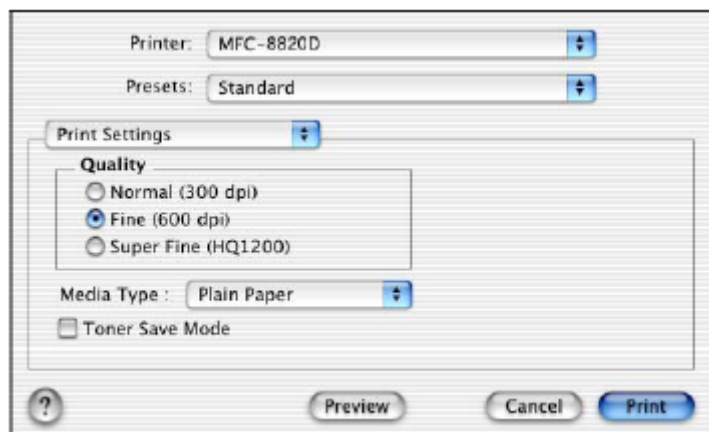 Printer: MFC-8820D
Presets: Standard
Print Settings
Quality
Normal (300 dpi)
Fine (600 dpi)
Super Fine (HQ1200)
Media Type : Plain Paper
Toner Save Mode
? Preview Cancel Print